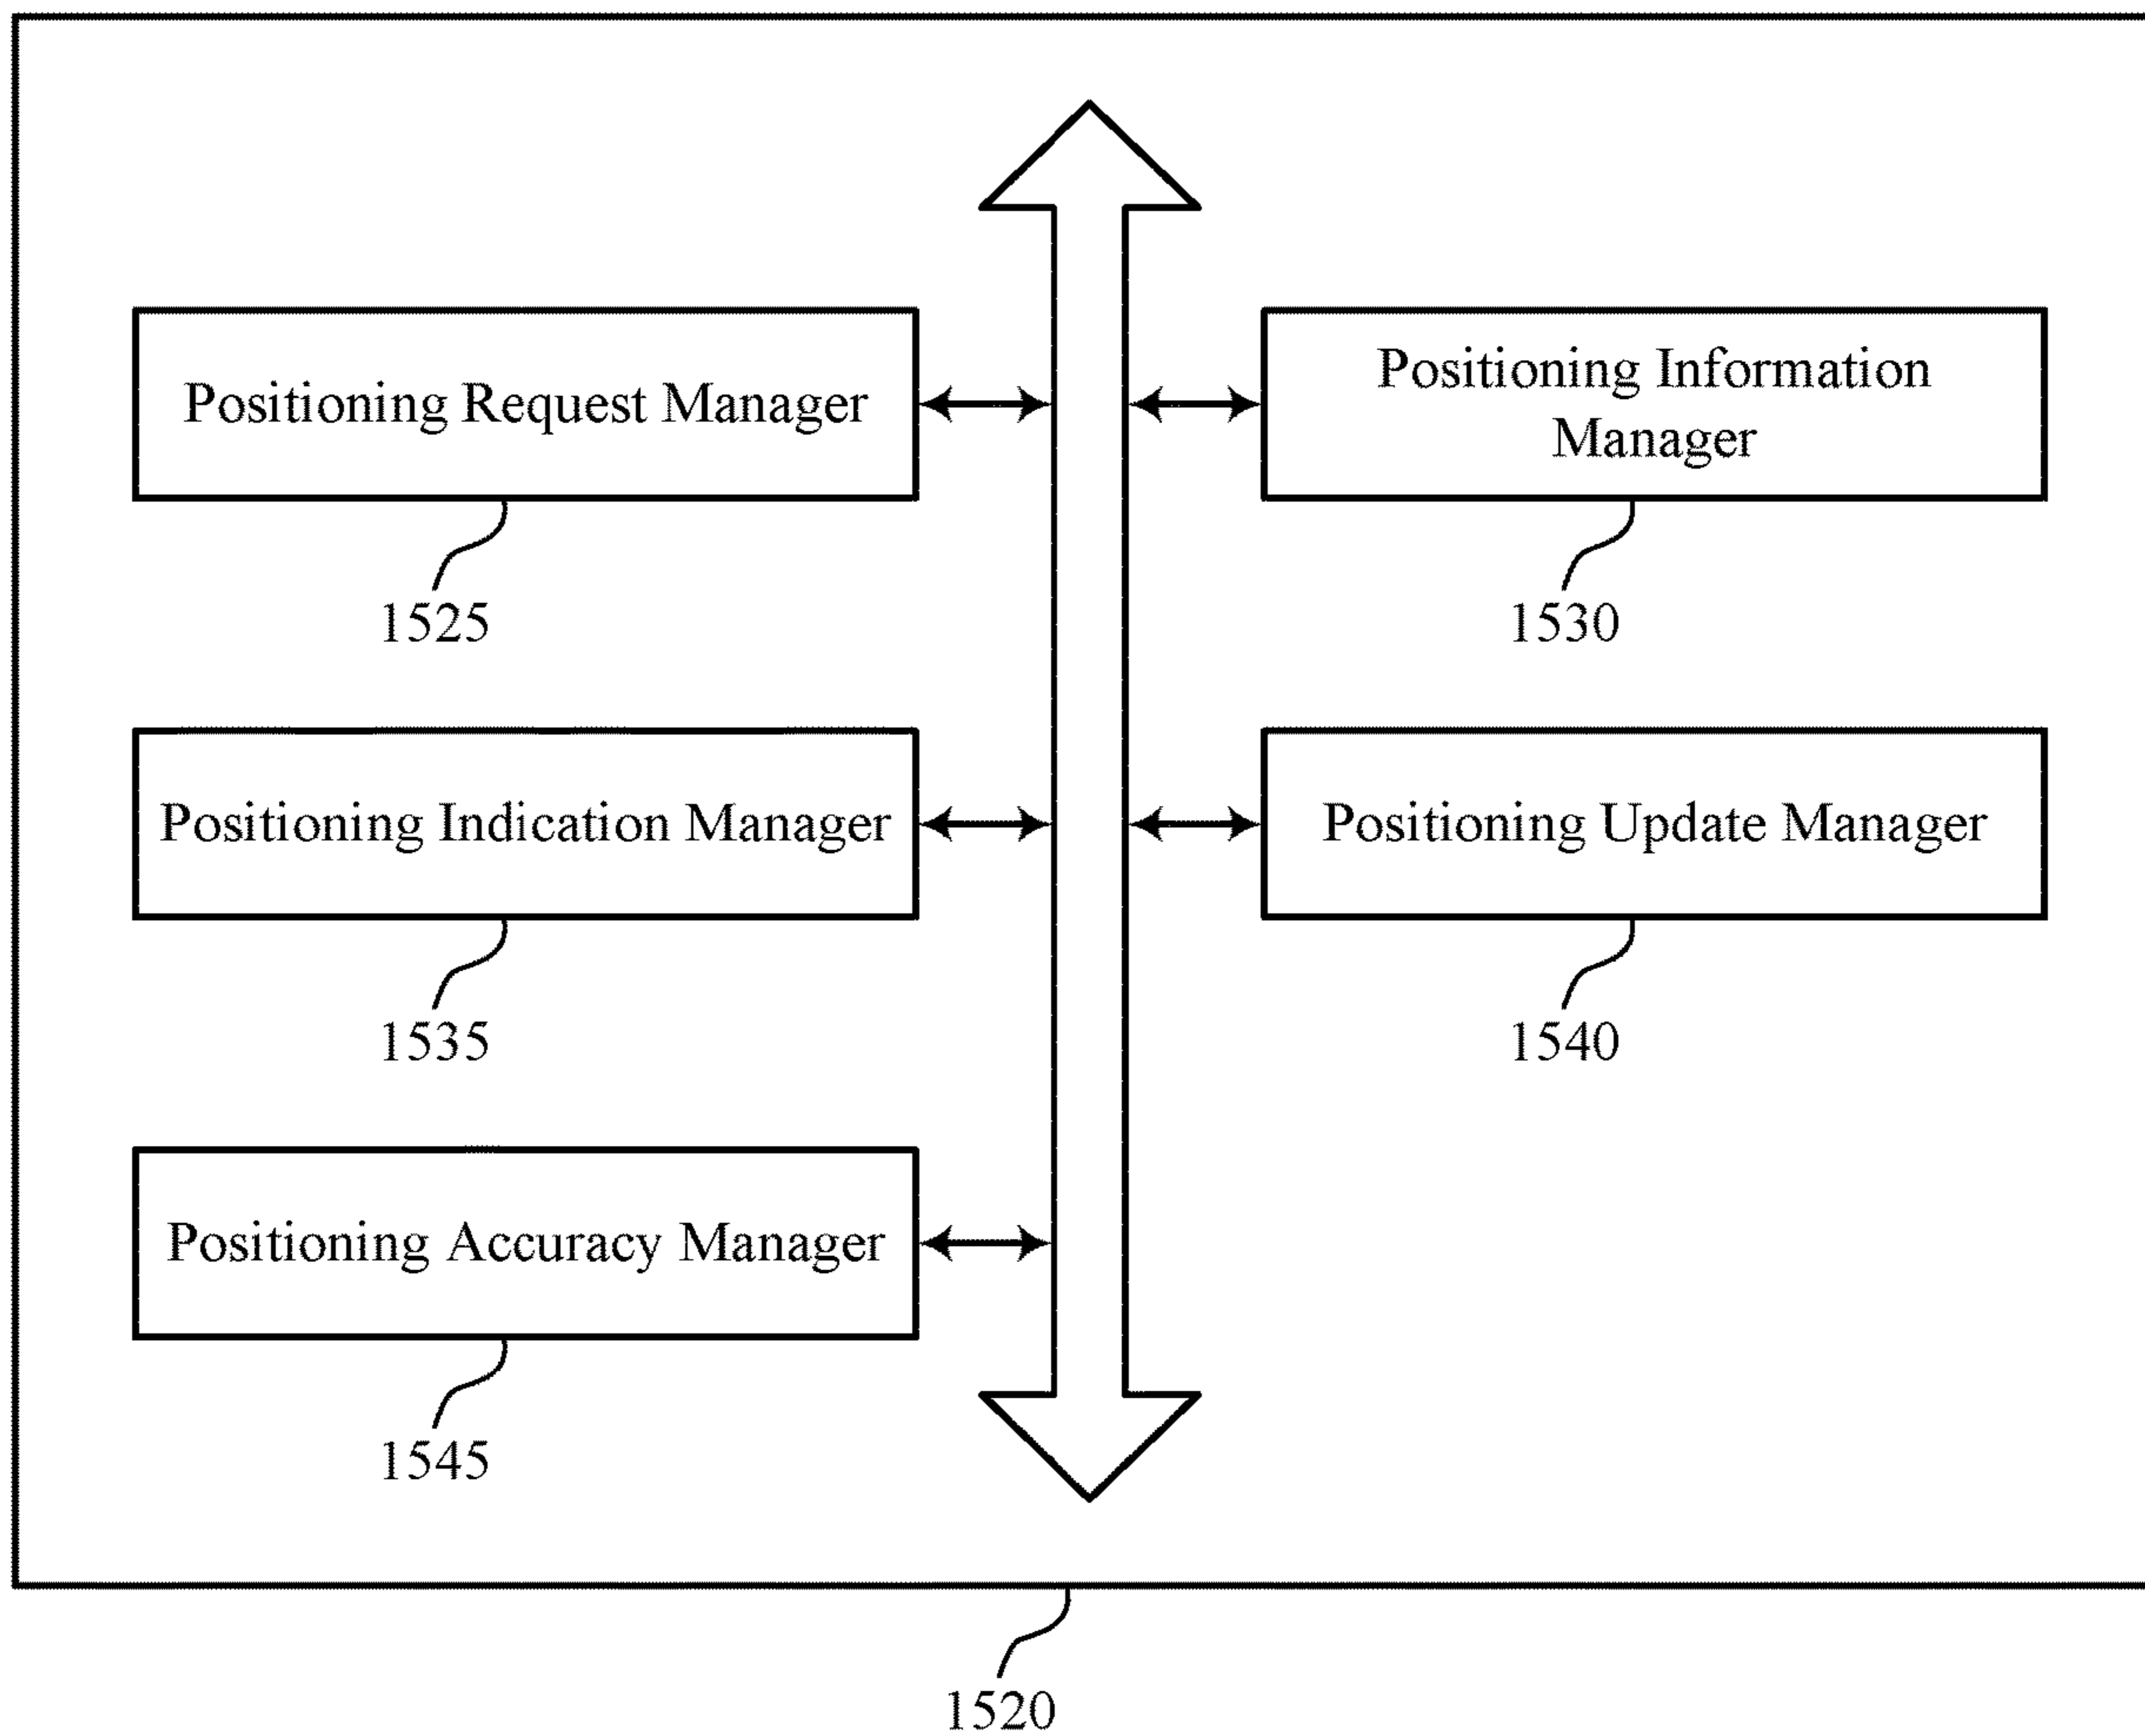 Positioning Request Manager
1525
Positioning Information
Manager
1530
Positioning Indication Manager
1535
Positioning Update Manager
1540
Positioning Accuracy Manager
1545
1520